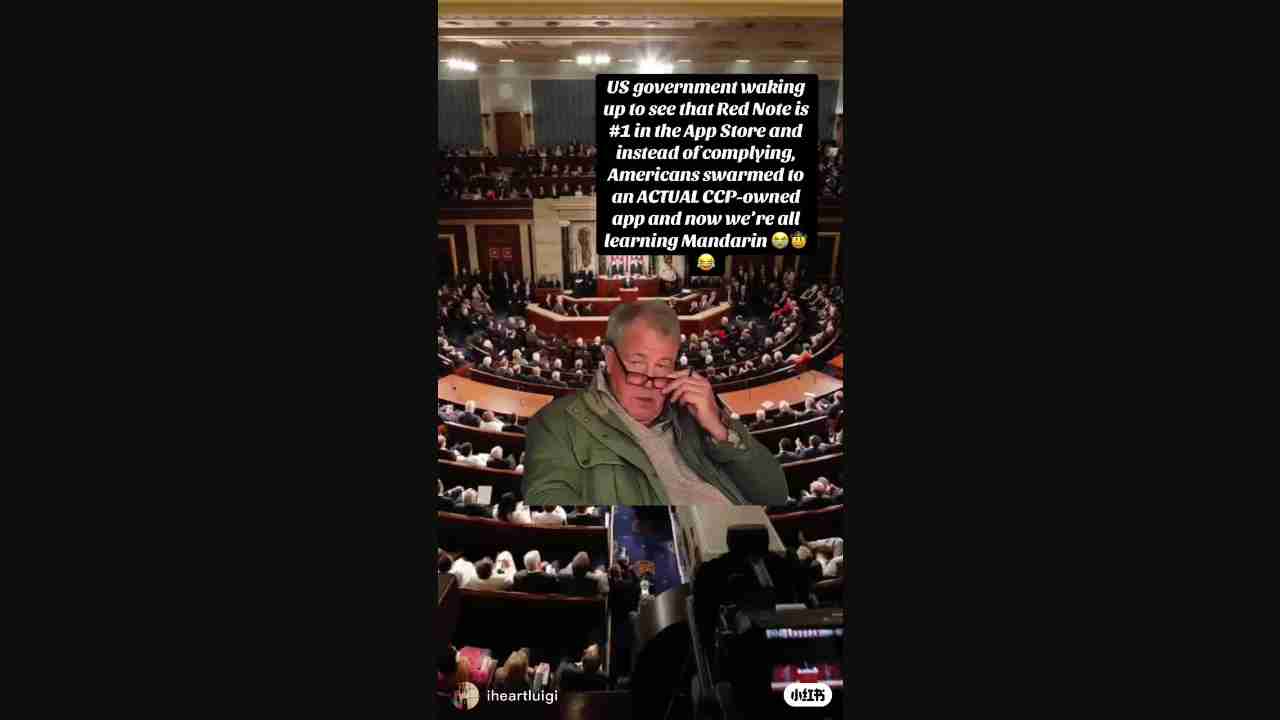 US government waking
up to see that Red Note is
#1 in the App Store and
instead of complying,
Americans swarmed to
an ACTUAL CCP-owned
app and now we're all
learning Mandarin 😭🤠
😂
iheartluigi
小红书